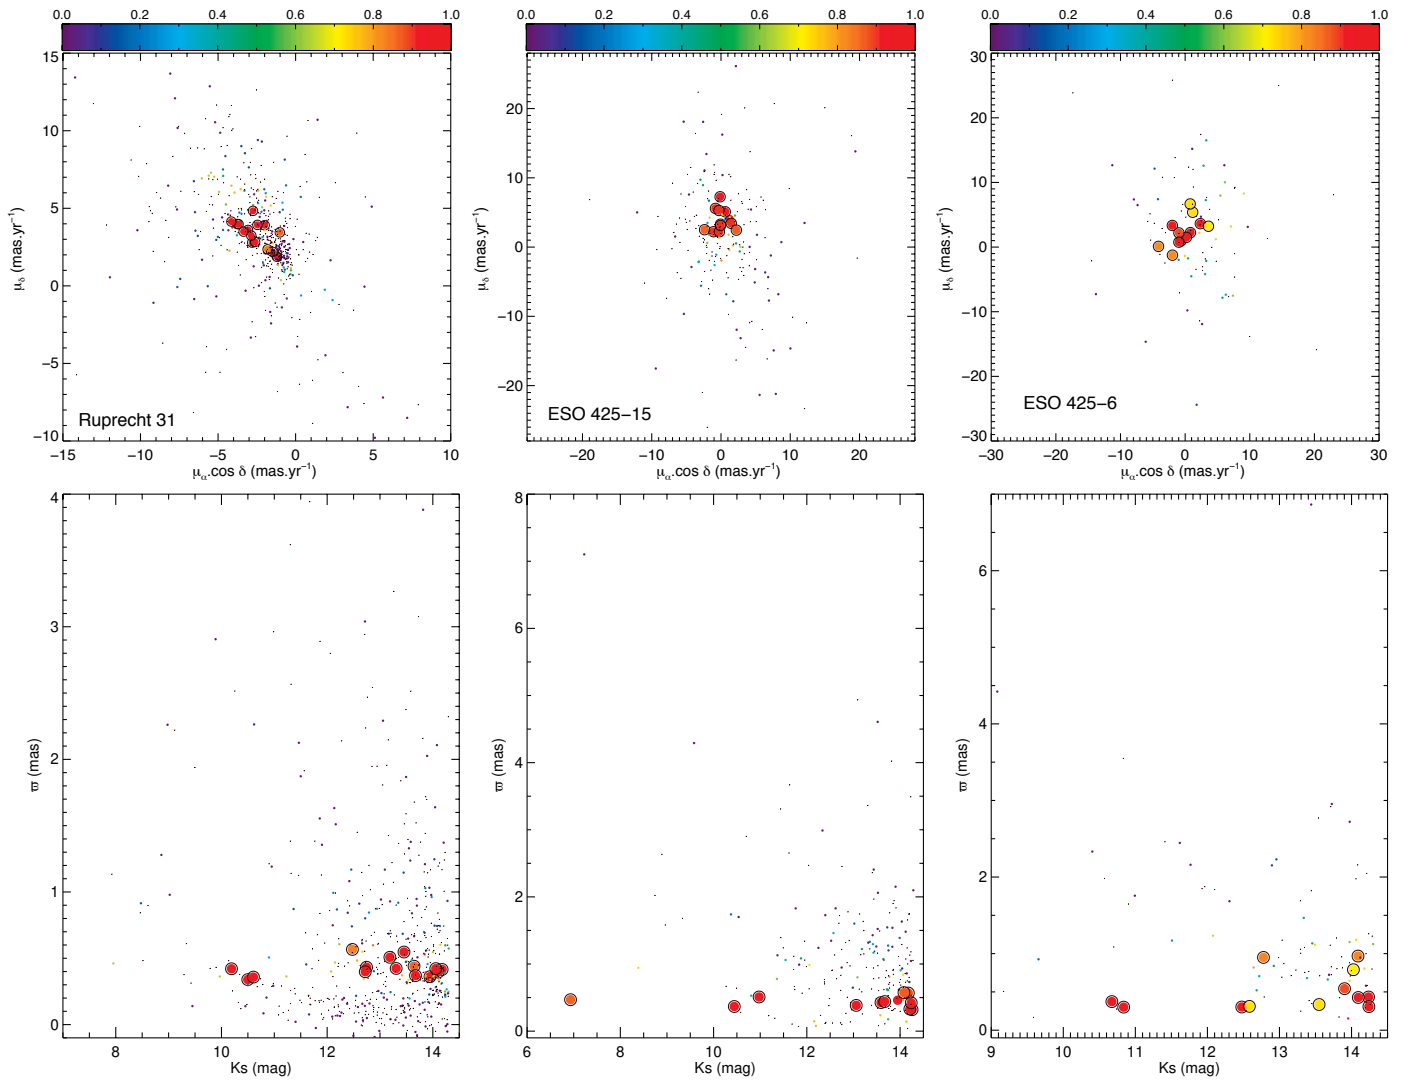 0.0 0.2 0.4 0.6 0.8 1.0
0.0 0.2 0.4 0.6 0.8 1.0
0.0 0.2 0.4 0.6 0.8 1.0
15
10
5
0
−5
−10
μδ (mas.yr⁻¹)
Ruprecht 31
−15 −10 −5 0 5 10
μα.cos δ (mas.yr⁻¹)
20
10
0
−10
−20
μδ (mas.yr⁻¹)
ESO 425−15
−20 −10 0 10 20
μα.cos δ (mas.yr⁻¹)
30
20
10
0
−10
−20
−30
μδ (mas.yr⁻¹)
ESO 425−6
−30 −20 −10 0 10 20 30
μα.cos δ (mas.yr⁻¹)
4
3
2
1
0
ϖ (mas)
8 10 12 14
Ks (mag)
8
6
4
2
0
ϖ (mas)
6 8 10 12 14
Ks (mag)
6
4
2
0
ϖ (mas)
9 10 11 12 13 14
Ks (mag)